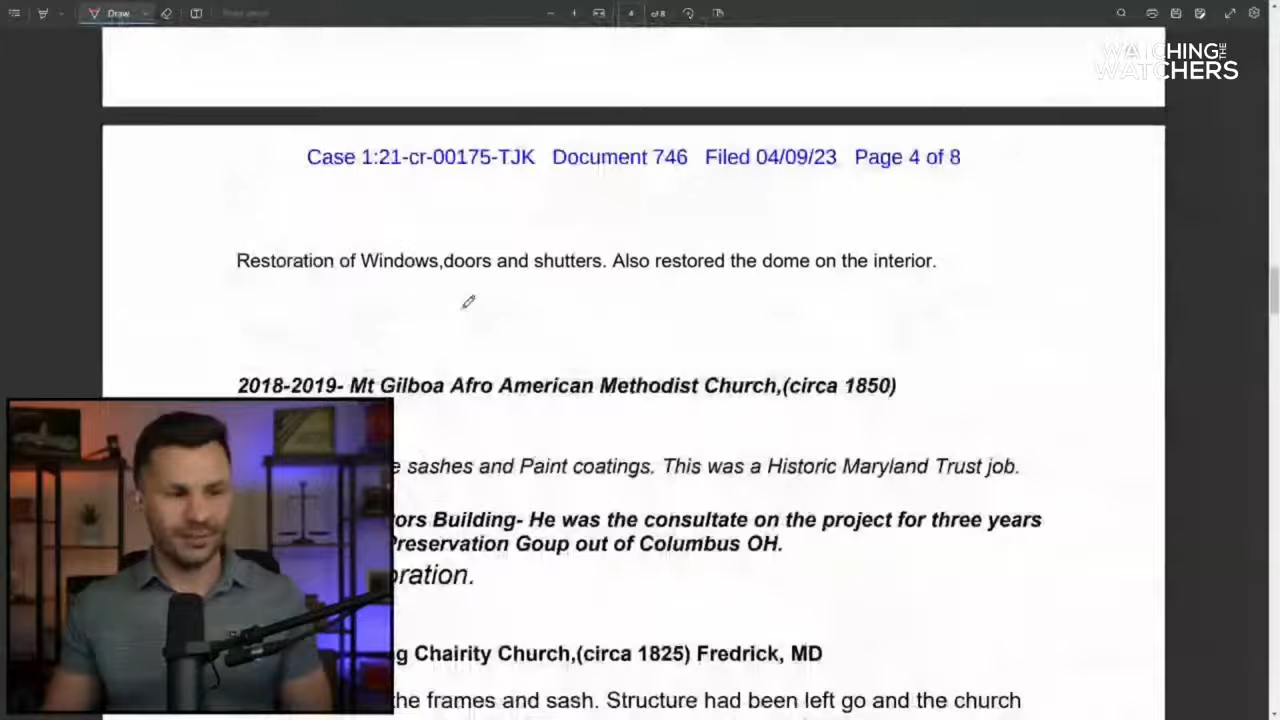 Draw
4
of 8
WATCHING THE
WATCHERS
Case 1:21-cr-00175-TJK Document 746 Filed 04/09/23 Page 4 of 8
Restoration of Windows,doors and shutters. Also restored the dome on the interior.
2018-2019- Mt Gilboa Afro American Methodist Church,(circa 1850)
e sashes and Paint coatings. This was a Historic Maryland Trust job.
ors Building- He was the consultate on the project for three years
Preservation Goup out of Columbus OH.
oration.
g Chairity Church,(circa 1825) Fredrick, MD
the frames and sash. Structure had been left go and the church